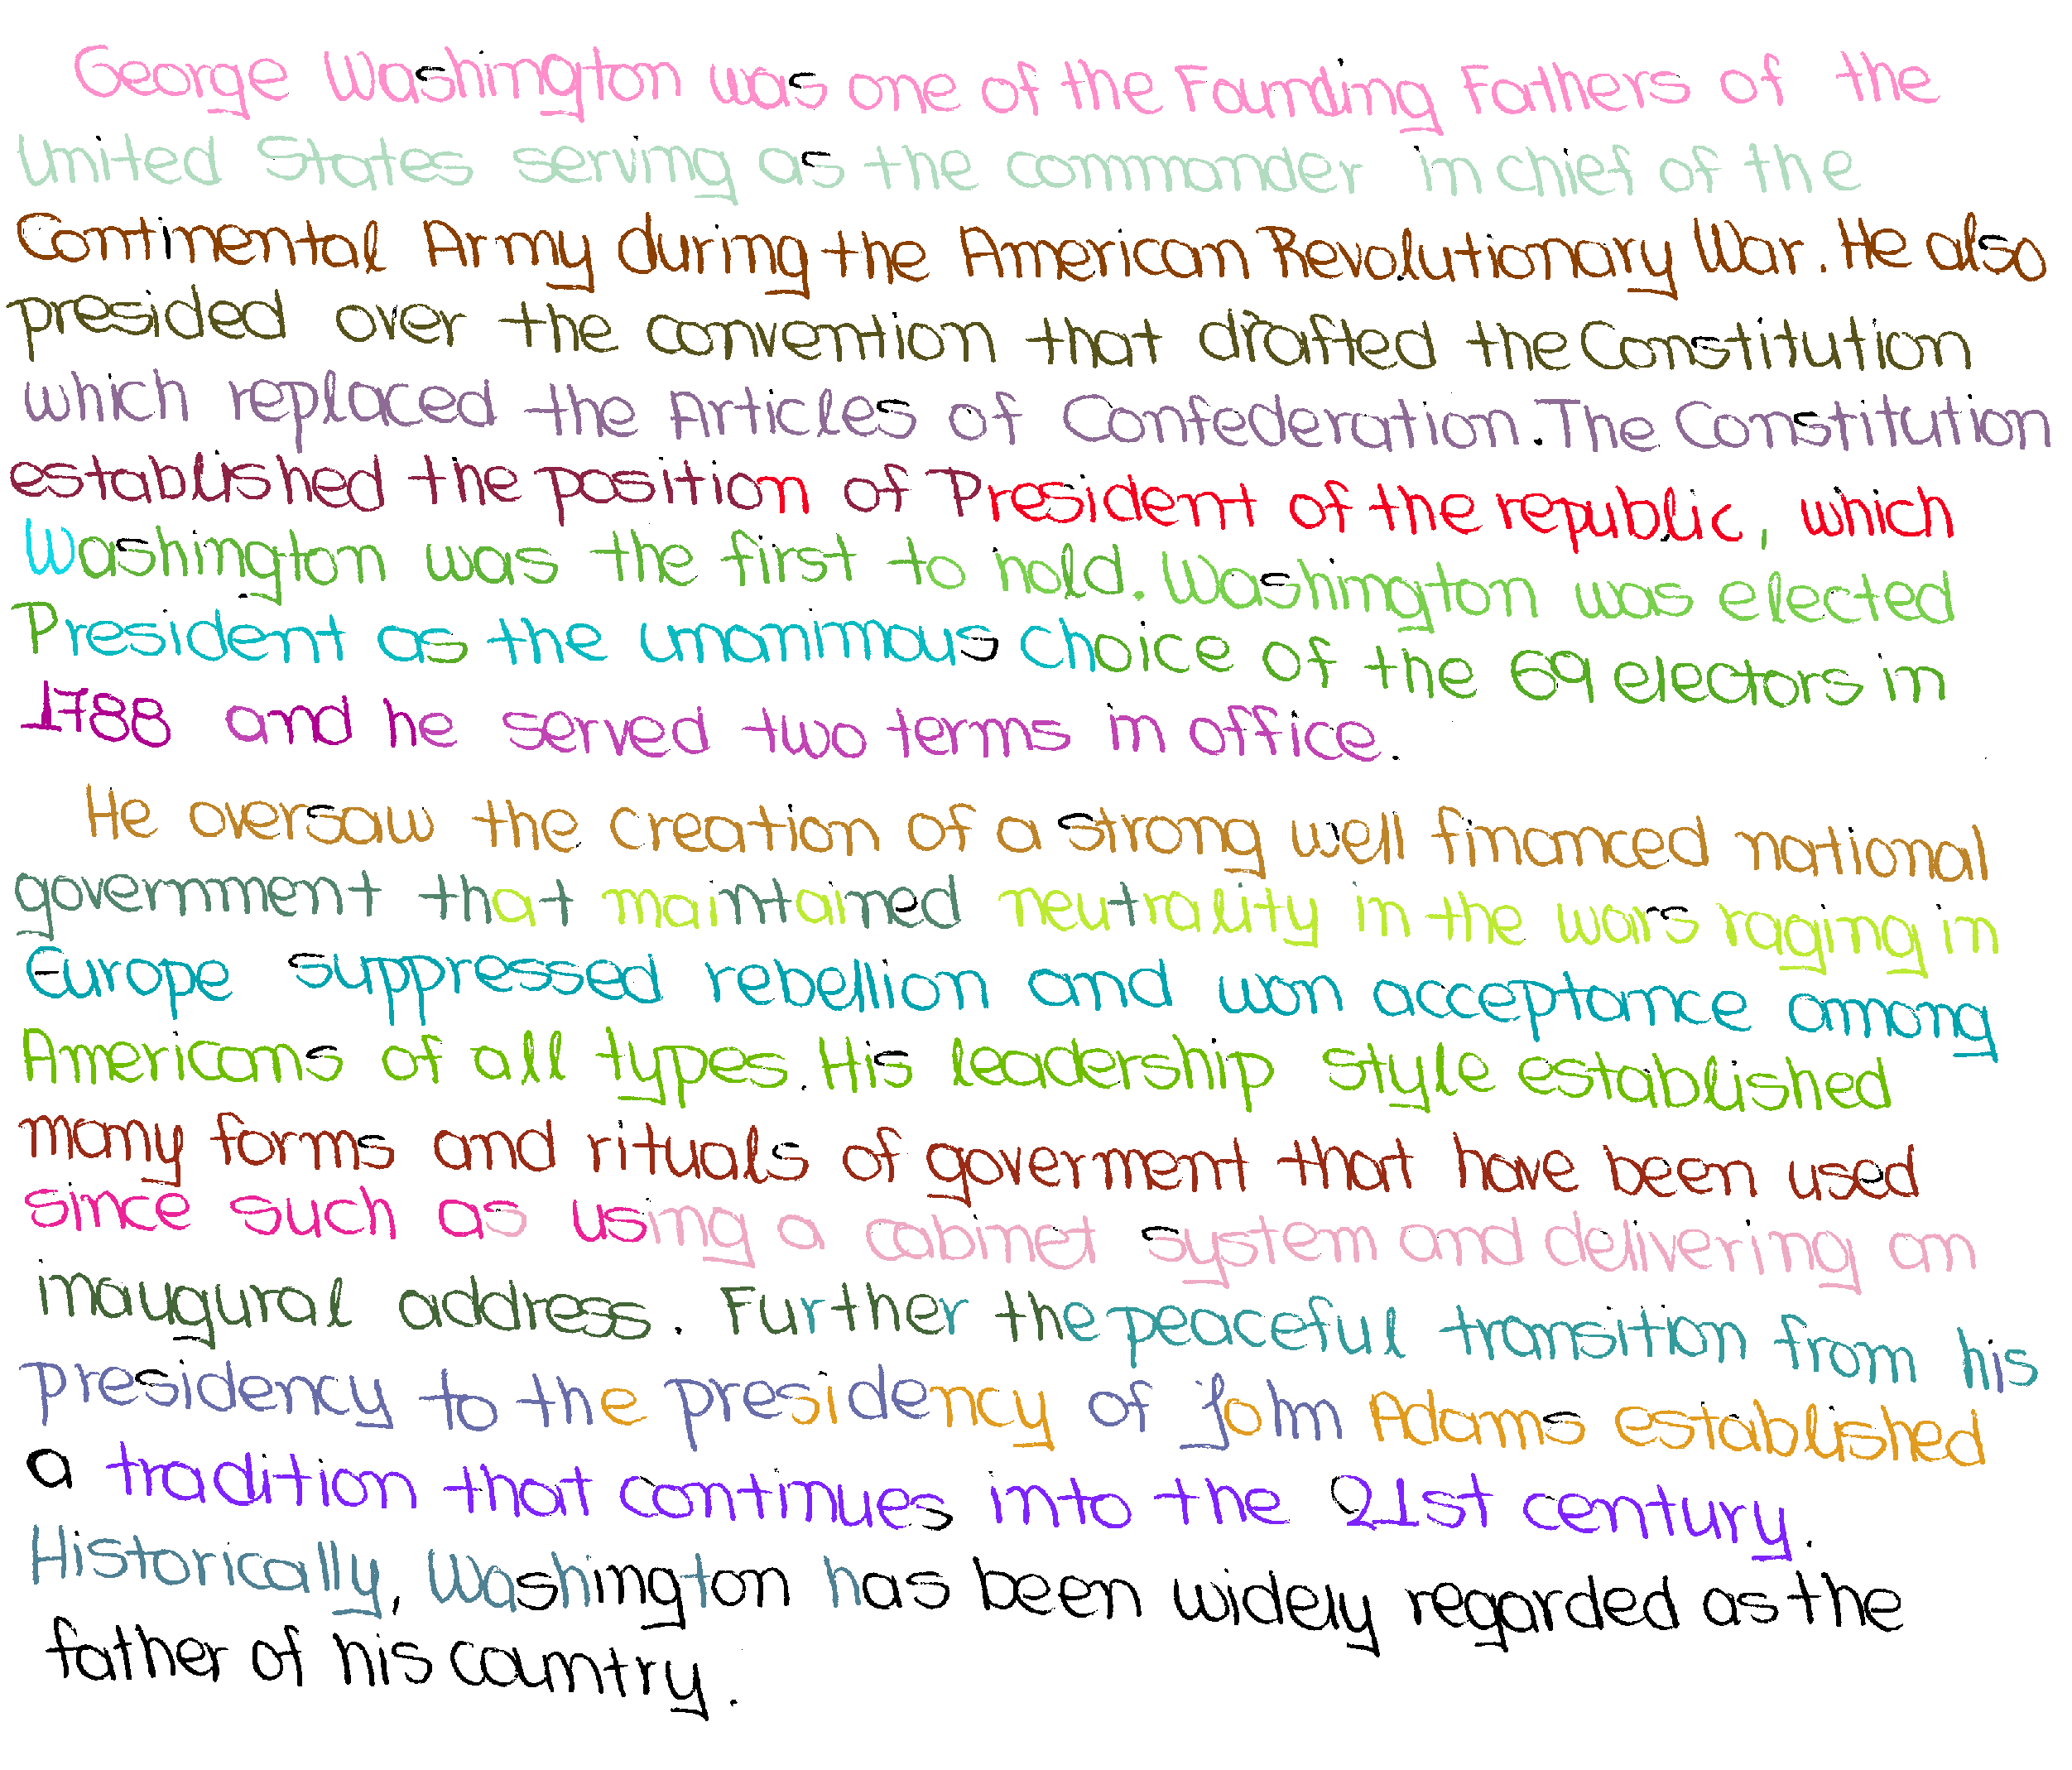 George Washington was one of the Founding Fathers of the
United States serving as the commander in chief of the
Continental Army during the American Revolutionary War. He also
presided over the convention that drafted the Constitution
which replaced the Articles of Confederation. The Constitution
established the position of President of the republic, which
Washington was the first to hold. Washington was elected
President as the unanimous choice of the 69 electors in
1788 and he served two terms in office.
He oversaw the creation of a strong well financed national
government that maintained neutrality in the wars raging in
Europe suppressed rebellion and won acceptance among
Americans of all types. His leadership style established
many forms and rituals of goverment that have been used
since such as using a cabinet system and delivering an
inaugural address. Further the peaceful transition from his
presidency to the presidency of John Adams established
a tradition that continues into the 21st century.
Historically, Washington has been widely regarded as the
father of his country.